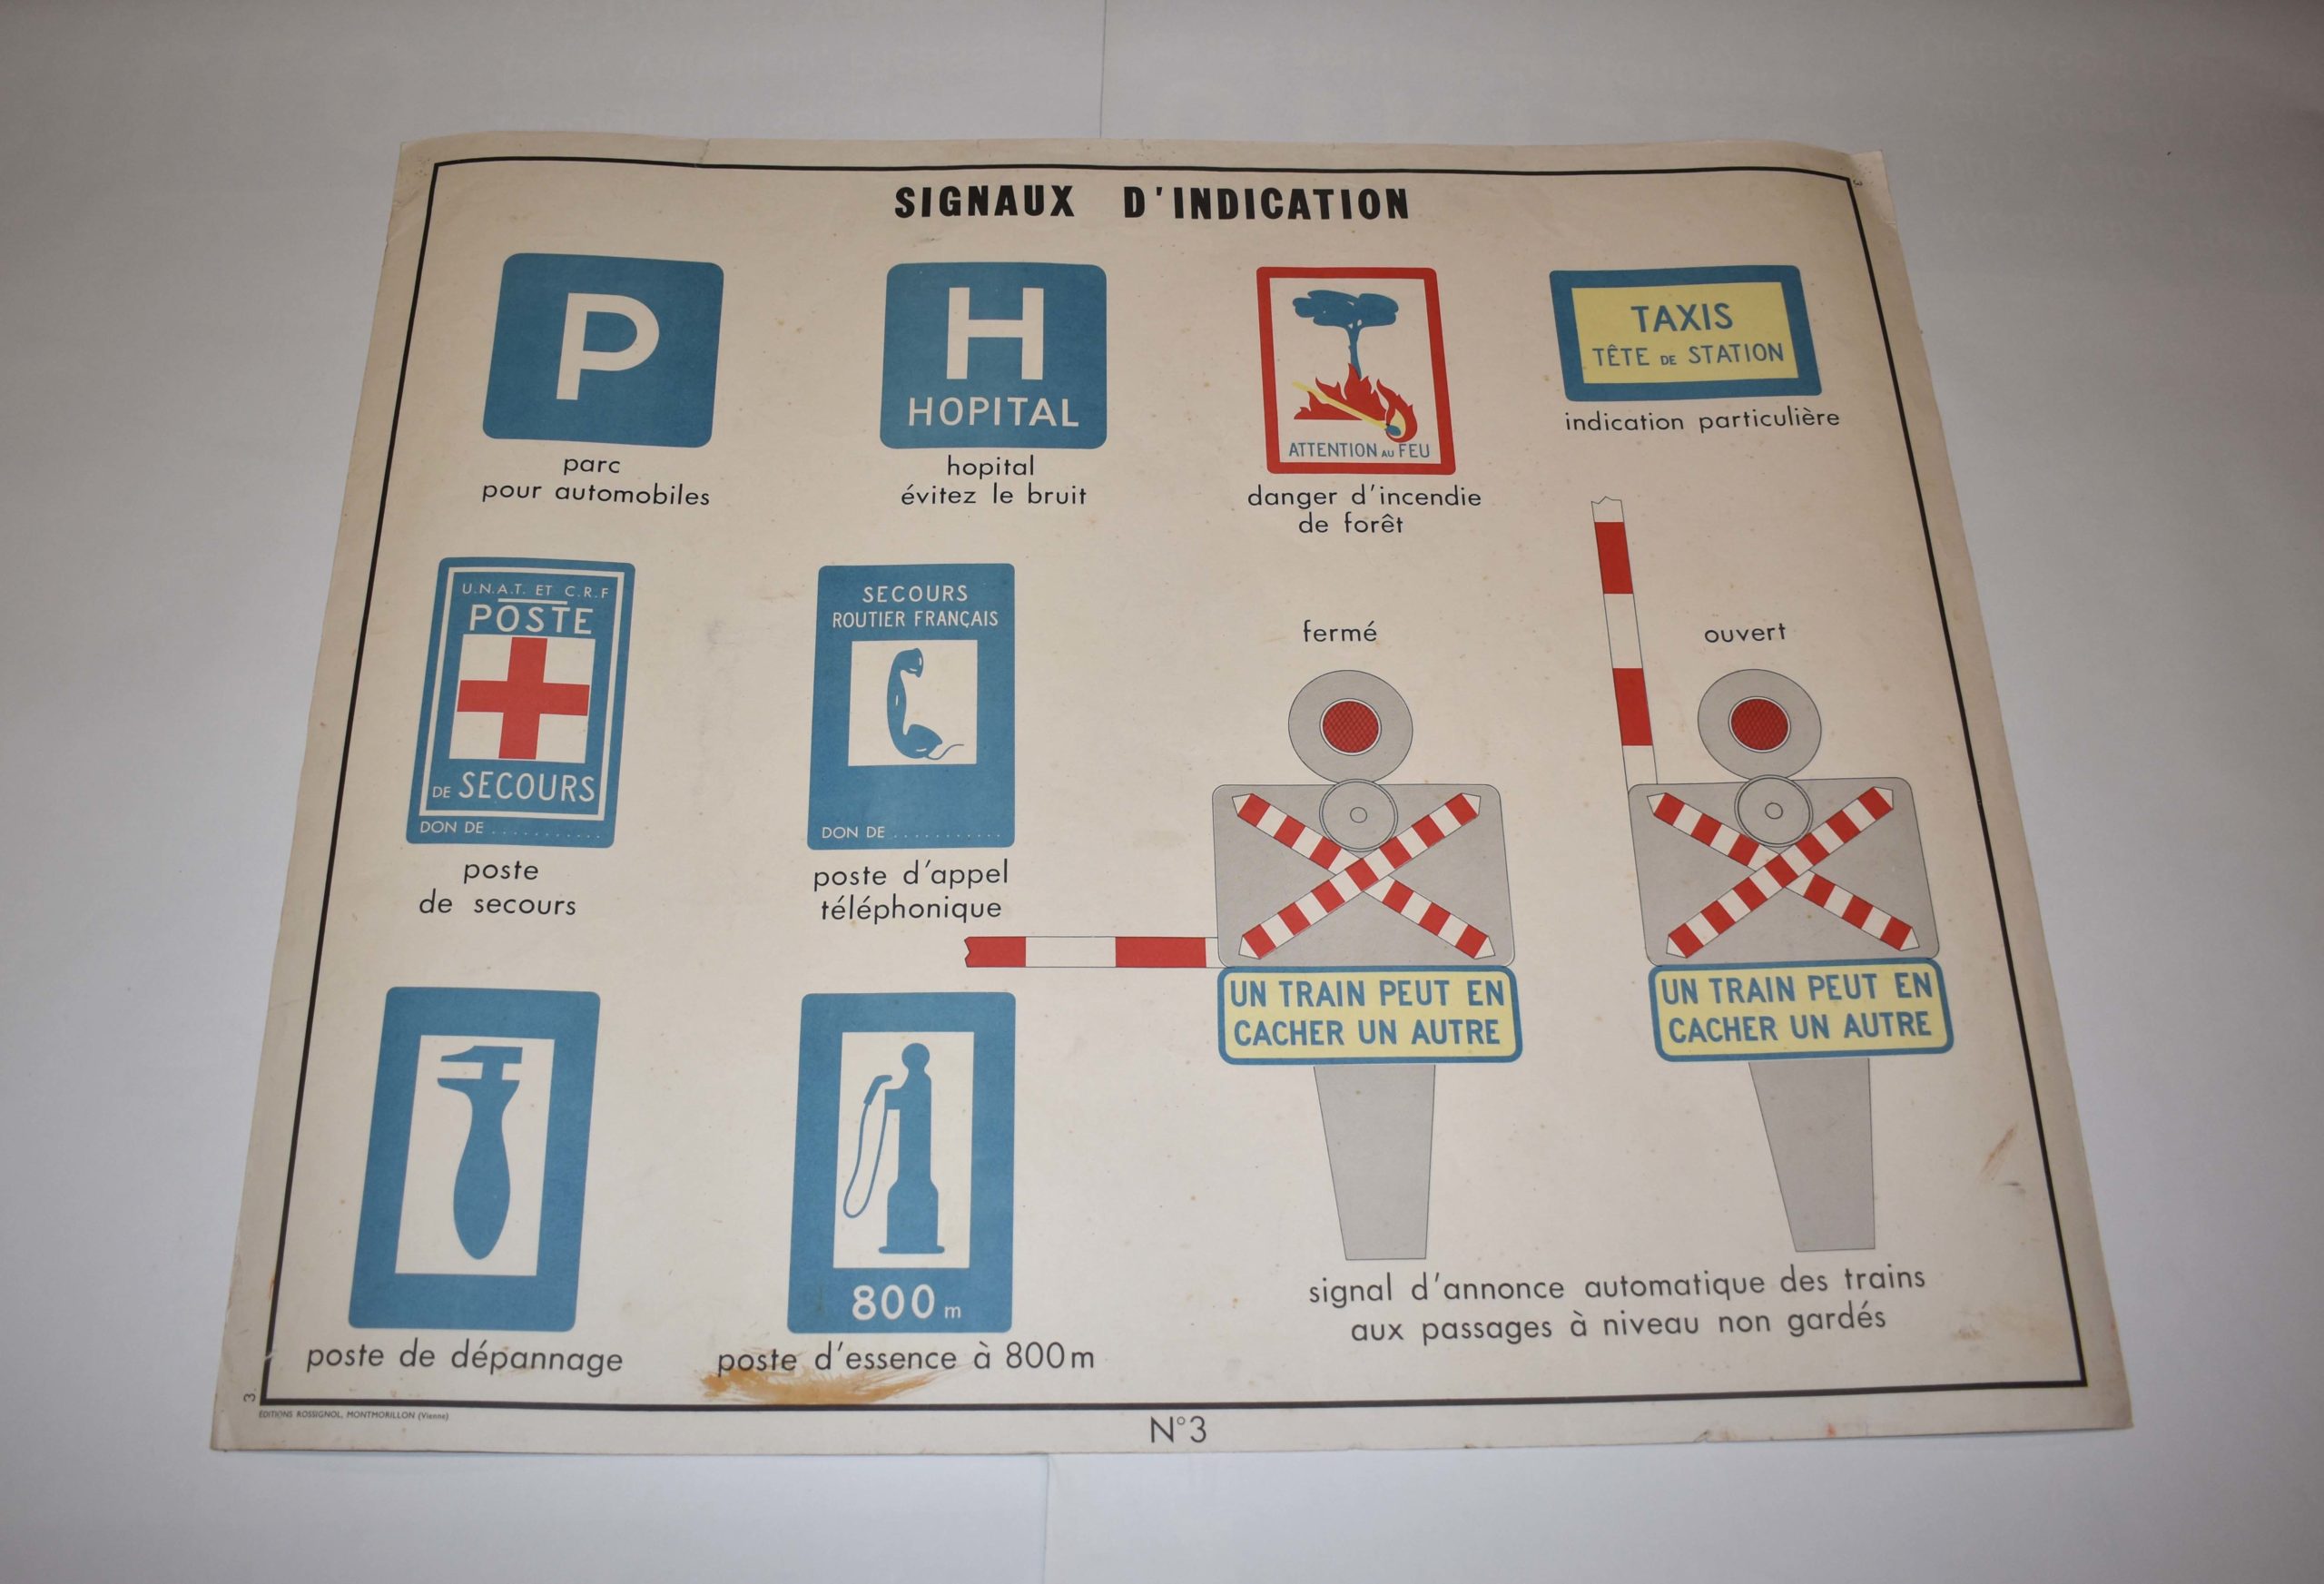 SIGNAUX D'INDICATION
P
parc
pour automobiles
H
HOPITAL
hopital
évitez le bruit
ATTENTION AU FEU
danger d'incendie
de forêt
TAXIS
TÊTE DE STATION
indication particulière
U.N.A.T. ET C.R.F
POSTE
DE SECOURS
DON DE ...........
poste
de secours
SECOURS
ROUTIER FRANÇAIS
DON DE ...........
poste d'appel
téléphonique
fermé
UN TRAIN PEUT EN
CACHER UN AUTRE
ouvert
UN TRAIN PEUT EN
CACHER UN AUTRE
signal d'annonce automatique des trains
aux passages à niveau non gardés
poste de dépannage
800 m
poste d'essence à 800 m
3
3
EDITIONS ROSSIGNOL, MONTMORILLON (Vienne)
N°3